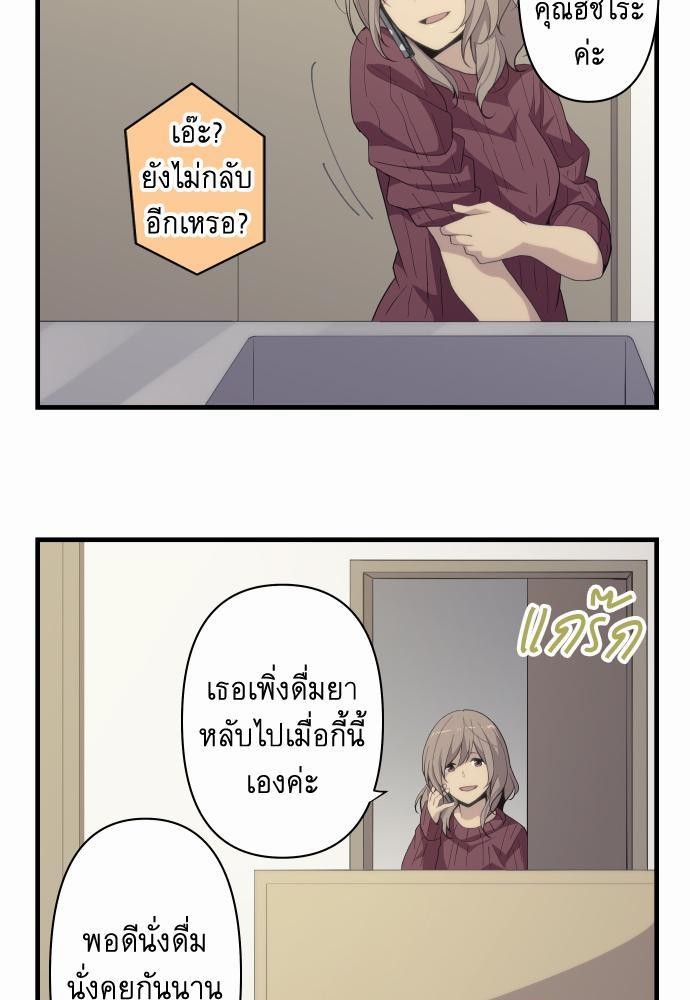 คุณฮิชิโระ
ค่ะ
เอ๊ะ?
ยังไม่กลับ
อีกเหรอ?
แกร๊ก
เธอเพิ่งดื่มยา
หลับไปเมื่อกี้นี้
เองค่ะ
พอดีนั่งดื่ม
นั่งคุยกันนาน